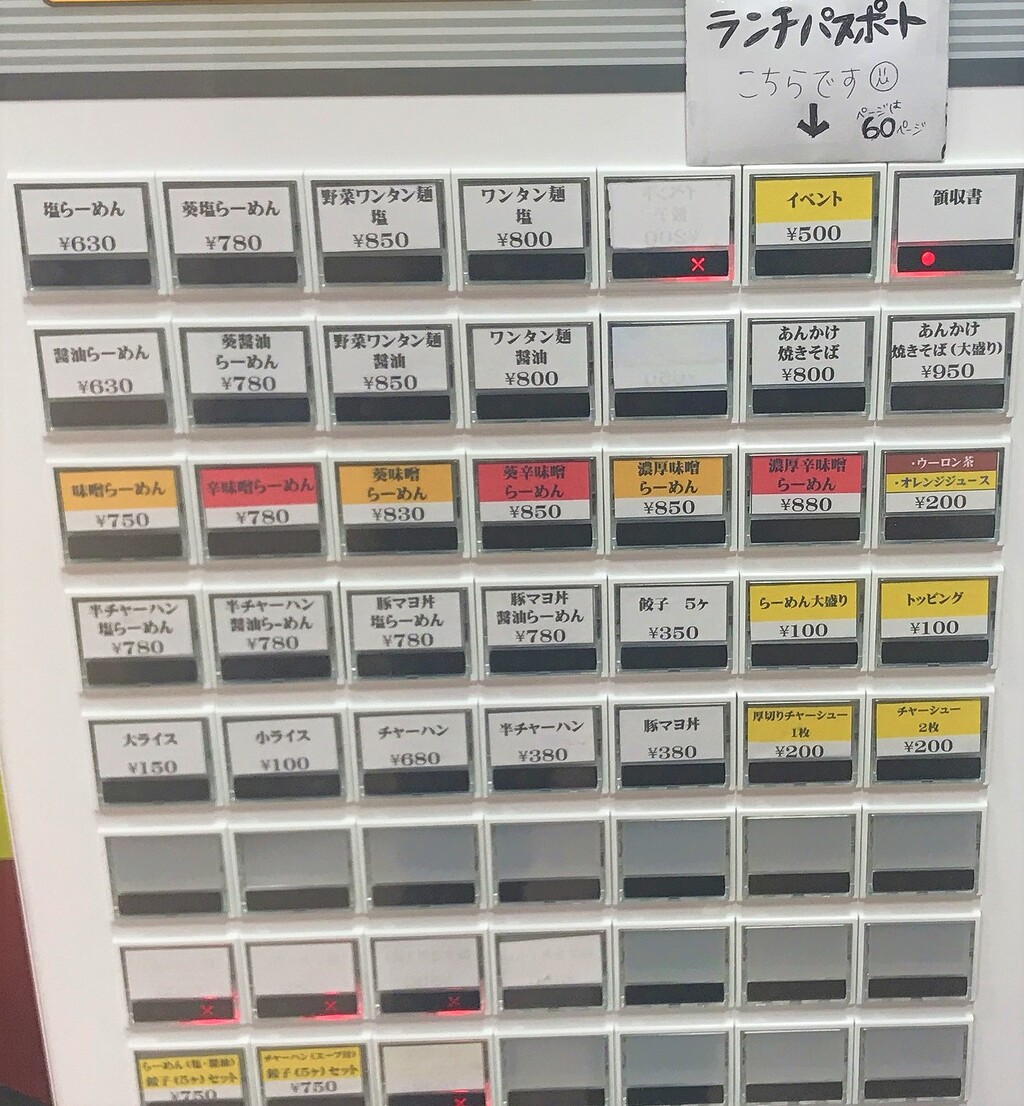 ランチパスポート
こちらです
ページは
60ページ
塩らーめん
¥630
葵塩らーめん
¥780
野菜ワンタン麺
塩
¥850
ワンタン麺
塩
¥800
イベント
¥500
領収書
醤油らーめん
¥630
葵醤油
らーめん
¥780
野菜ワンタン麺
醤油
¥850
ワンタン麺
醤油
¥800
あんかけ
焼きそば
¥800
あんかけ
焼きそば(大盛り)
¥950
味噌らーめん
¥750
辛味噌らーめん
¥780
葵味噌
らーめん
¥830
葵辛味噌
らーめん
¥850
濃厚味噌
らーめん
¥850
濃厚辛味噌
らーめん
¥880
・ウーロン茶
・オレンジジュース
¥200
半チャーハン
塩らーめん
¥780
半チャーハン
醤油らーめん
¥780
豚マヨ丼
塩らーめん
¥780
豚マヨ丼
醤油らーめん
¥780
餃子 5ヶ
¥350
らーめん大盛り
¥100
トッピング
¥100
大ライス
¥150
小ライス
¥100
チャーハン
¥680
半チャーハン
¥380
豚マヨ丼
¥380
厚切りチャーシュー
1枚
¥200
チャーシュー
2枚
¥200
らーめん(塩・醤油)
餃子(5ヶ)セット
¥750
チャーハン(スープ付)
餃子(5ヶ)セット
¥750